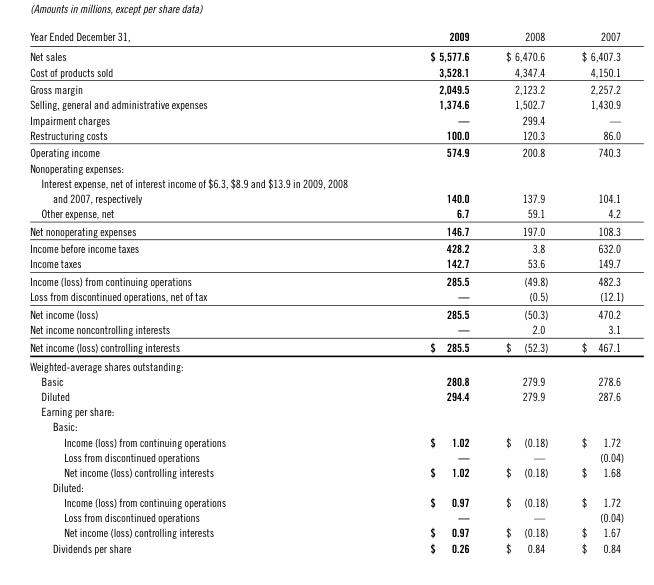 (Amounts in millions, except per share data)
Year Ended December 31, 2009 2008 2007
Net sales $ 5,577.6 $ 6,470.6 $ 6,407.3
Cost of products sold 3,528.1 4,347.4 4,150.1
Gross margin 2,049.5 2,123.2 2,257.2
Selling, general and administrative expenses 1,374.6 1,502.7 1,430.9
Impairment charges — 299.4 —
Restructuring costs 100.0 120.3 86.0
Operating income 574.9 200.8 740.3
Nonoperating expenses:
Interest expense, net of interest income of $6.3, $8.9 and $13.9 in 2009, 2008
and 2007, respectively 140.0 137.9 104.1
Other expense, net 6.7 59.1 4.2
Net nonoperating expenses 146.7 197.0 108.3
Income before income taxes 428.2 3.8 632.0
Income taxes 142.7 53.6 149.7
Income (loss) from continuing operations 285.5 (49.8) 482.3
Loss from discontinued operations, net of tax — (0.5) (12.1)
Net income (loss) 285.5 (50.3) 470.2
Net income noncontrolling interests — 2.0 3.1
Net income (loss) controlling interests $ 285.5 $ (52.3) $ 467.1
Weighted-average shares outstanding:
Basic 280.8 279.9 278.6
Diluted 294.4 279.9 287.6
Earning per share:
Basic:
Income (loss) from continuing operations $ 1.02 $ (0.18) $ 1.72
Loss from discontinued operations — — (0.04)
Net income (loss) controlling interests $ 1.02 $ (0.18) $ 1.68
Diluted:
Income (loss) from continuing operations $ 0.97 $ (0.18) $ 1.72
Loss from discontinued operations — — (0.04)
Net income (loss) controlling interests $ 0.97 $ (0.18) $ 1.67
Dividends per share $ 0.26 $ 0.84 $ 0.84